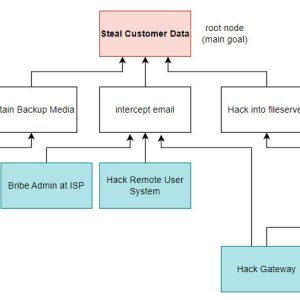 Steal Customer Data
root node
(main goal)
tain Backup Media
intercept email
Hack into fileserve
Bribe Admin at ISP
Hack Remote User
System
Hack Gateway